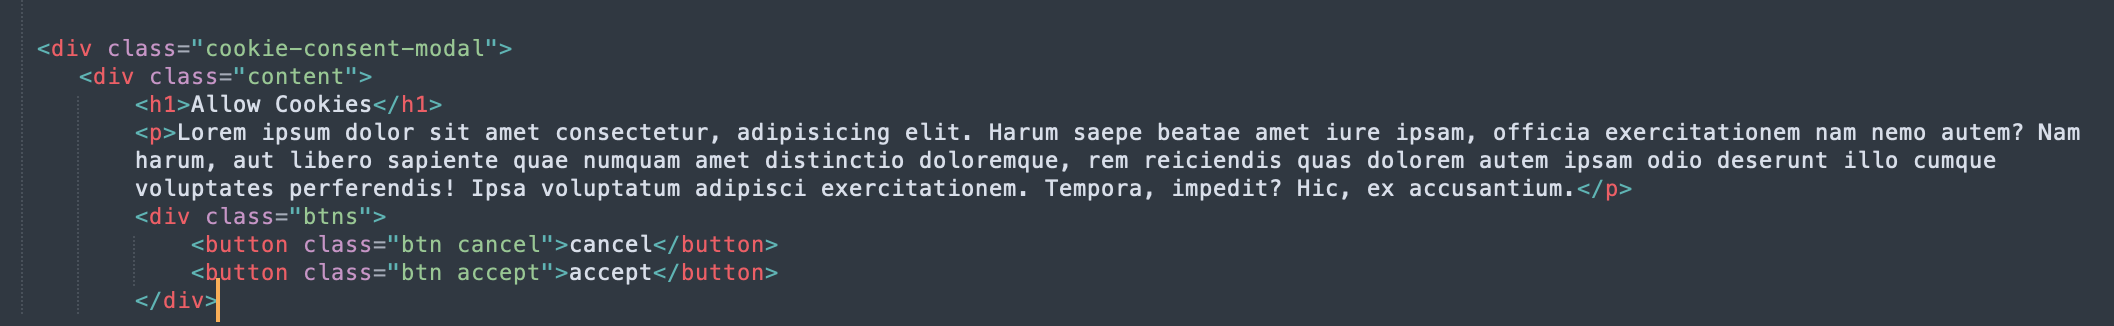 <div class="cookie-consent-modal">
<div class="content">
<h1>Allow Cookies</h1>
<p>Lorem ipsum dolor sit amet consectetur, adipisicing elit. Harum saepe beatae amet iure ipsam, officia exercitationem nam nemo autem? Nam
harum, aut libero sapiente quae numquam amet distinctio doloremque, rem reiciendis quas dolorem autem ipsam odio deserunt illo cumque
voluptates perferendis! Ipsa voluptatum adipisci exercitationem. Tempora, impedit? Hic, ex accusantium.</p>
<div class="btns">
<button class="btn cancel">cancel</button>
<button class="btn accept">accept</button>
</div>